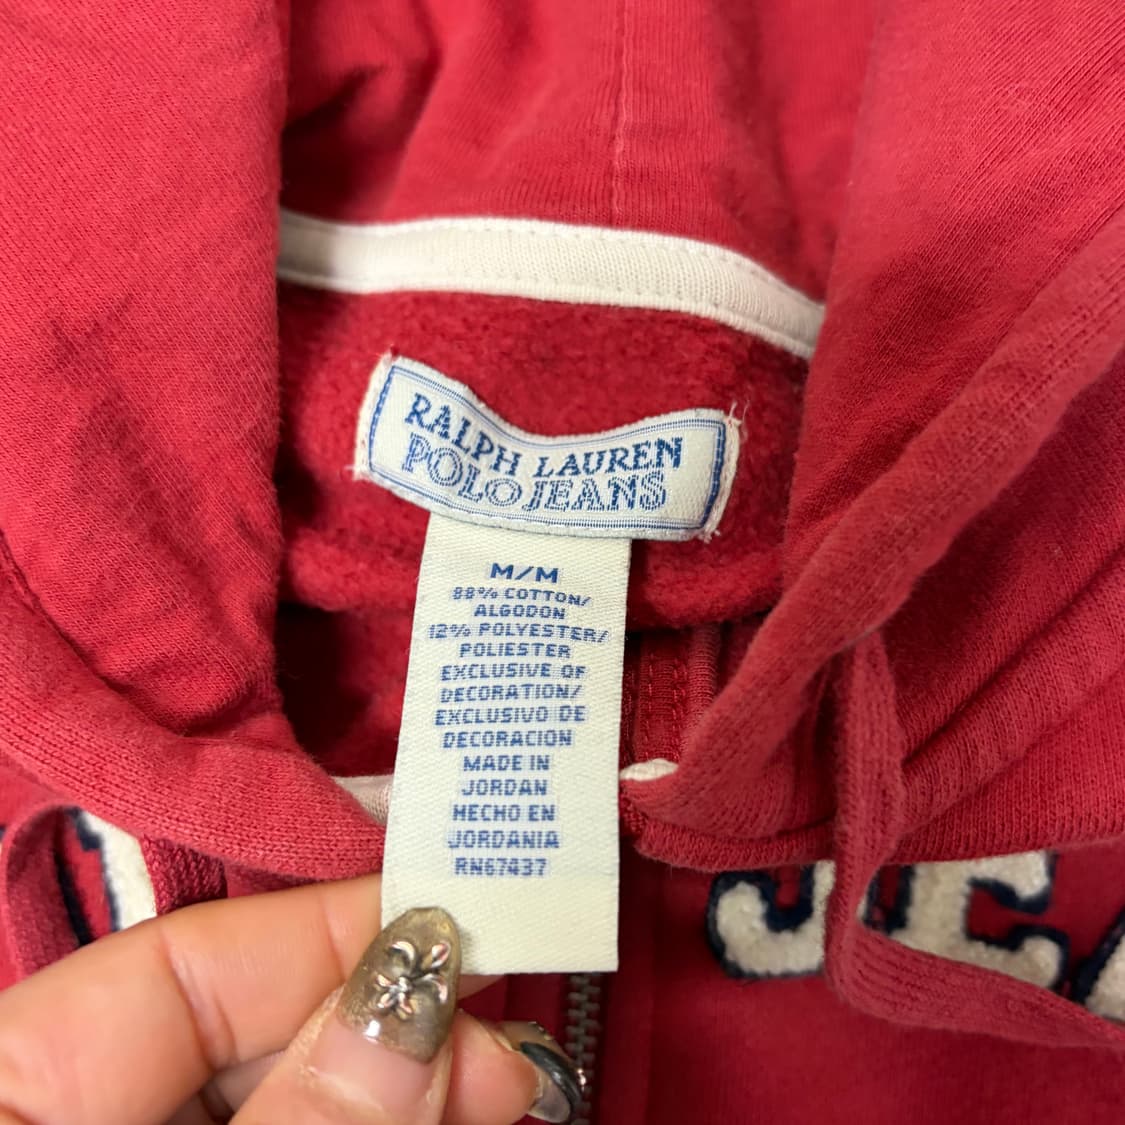 RALPH LAUREN
POLO JEANS
M/M
88% COTTON/
ALGODON
12% POLYESTER/
POLIESTER
EXCLUSIVE OF
DECORATION/
EXCLUSIVO DE
DECORACION
MADE IN
JORDAN
HECHO EN
JORDANIA
RN67437
JEA